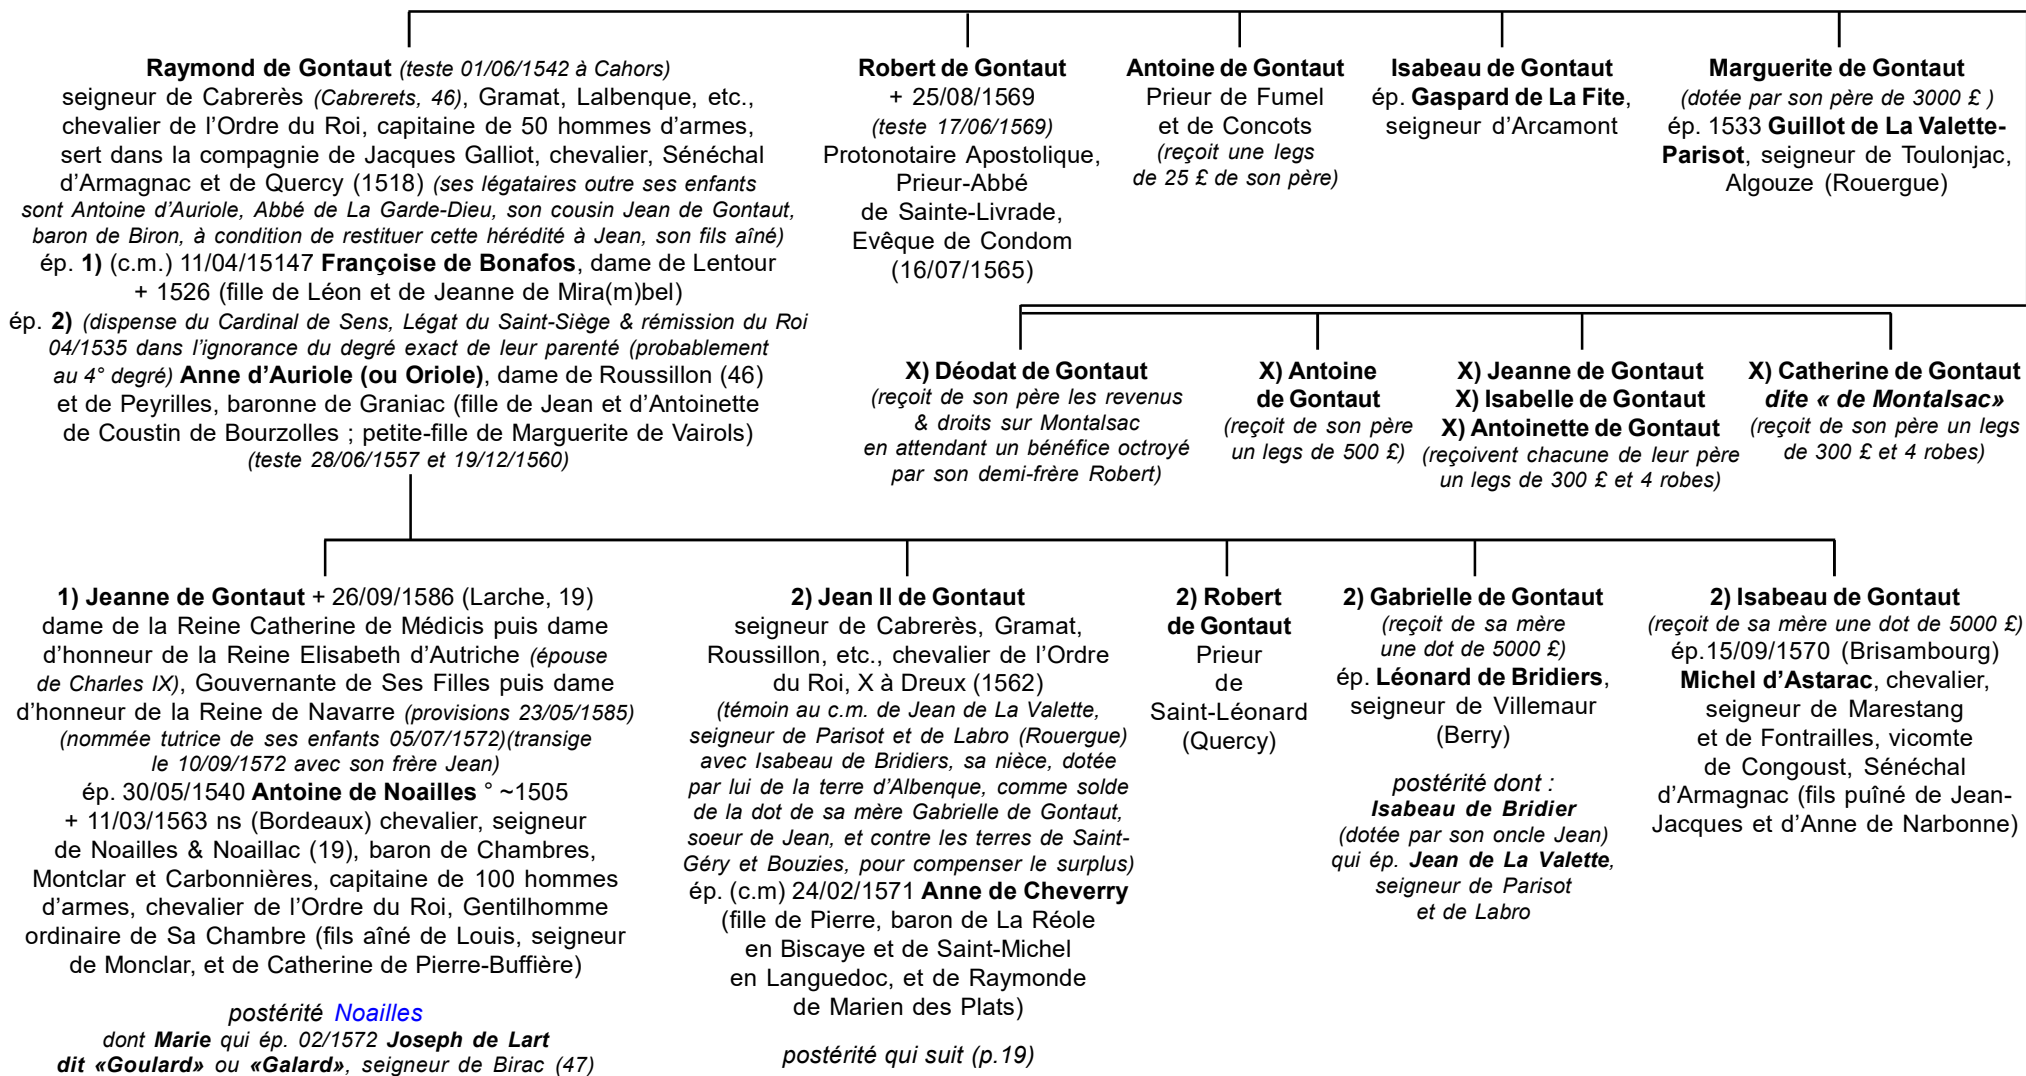 Raymond de Gontaut (teste 01/06/1542 à Cahors)
seigneur de Cabrerès (Cabrerets, 46), Gramat, Lalbenque, etc.,
chevalier de l’Ordre du Roi, capitaine de 50 hommes d’armes,
sert dans la compagnie de Jacques Galliot, chevalier, Sénéchal
d’Armagnac et de Quercy (1518) (ses légataires outre ses enfants
sont Antoine d’Auriole, Abbé de La Garde-Dieu, son cousin Jean de Gontaut,
baron de Biron, à condition de restituer cette hérédité à Jean, son fils aîné)
ép. 1) (c.m.) 11/04/15147 Françoise de Bonafos, dame de Lentour
+ 1526 (fille de Léon et de Jeanne de Mira(m)bel)
ép. 2) (dispense du Cardinal de Sens, Légat du Saint-Siège & rémission du Roi
04/1535 dans l’ignorance du degré exact de leur parenté (probablement
au 4° degré) Anne d’Auriole (ou Oriole), dame de Roussillon (46)
et de Peyrilles, baronne de Graniac (fille de Jean et d’Antoinette
de Coustin de Bourzolles ; petite-fille de Marguerite de Vairols)
(teste 28/06/1557 et 19/12/1560)
Robert de Gontaut
+ 25/08/1569
(teste 17/06/1569)
Protonotaire Apostolique,
Prieur-Abbé
de Sainte-Livrade,
Evêque de Condom
(16/07/1565)
Antoine de Gontaut
Prieur de Fumel
et de Concots
(reçoit une legs
de 25 £ de son père)
Isabeau de Gontaut
ép. Gaspard de La Fite,
seigneur d’Arcamont
Marguerite de Gontaut
(dotée par son père de 3000 £ )
ép. 1533 Guillot de La Valette-
Parisot, seigneur de Toulonjac,
Algouze (Rouergue)
X) Déodat de Gontaut
(reçoit de son père les revenus
& droits sur Montalsac
en attendant un bénéfice octroyé
par son demi-frère Robert)
X) Antoine
de Gontaut
(reçoit de son père
un legs de 500 £)
X) Jeanne de Gontaut
X) Isabelle de Gontaut
X) Antoinette de Gontaut
(reçoivent chacune de leur père
un legs de 300 £ et 4 robes)
X) Catherine de Gontaut
dite « de Montalsac»
(reçoit de son père un legs
de 300 £ et 4 robes)
1) Jeanne de Gontaut + 26/09/1586 (Larche, 19)
dame de la Reine Catherine de Médicis puis dame
d’honneur de la Reine Elisabeth d’Autriche (épouse
de Charles IX), Gouvernante de Ses Filles puis dame
d’honneur de la Reine de Navarre (provisions 23/05/1585)
(nommée tutrice de ses enfants 05/07/1572)(transige
le 10/09/1572 avec son frère Jean)
ép. 30/05/1540 Antoine de Noailles ° ~1505
+ 11/03/1563 ns (Bordeaux) chevalier, seigneur
de Noailles & Noaillac (19), baron de Chambres,
Montclar et Carbonnières, capitaine de 100 hommes
d’armes, chevalier de l’Ordre du Roi, Gentilhomme
ordinaire de Sa Chambre (fils aîné de Louis, seigneur
de Monclar, et de Catherine de Pierre-Buffière)
postérité Noailles
dont Marie qui ép. 02/1572 Joseph de Lart
dit «Goulard» ou «Galard», seigneur de Birac (47)
2) Jean II de Gontaut
seigneur de Cabrerès, Gramat,
Roussillon, etc., chevalier de l’Ordre
du Roi, X à Dreux (1562)
(témoin au c.m. de Jean de La Valette,
seigneur de Parisot et de Labro (Rouergue)
avec Isabeau de Bridiers, sa nièce, dotée
par lui de la terre d’Albenque, comme solde
de la dot de sa mère Gabrielle de Gontaut,
soeur de Jean, et contre les terres de Saint-
Géry et Bouzies, pour compenser le surplus)
ép. (c.m) 24/02/1571 Anne de Cheverry
(fille de Pierre, baron de La Réole
en Biscaye et de Saint-Michel
en Languedoc, et de Raymonde
de Marien des Plats)
postérité qui suit (p.19)
2) Robert
de Gontaut
Prieur
de
Saint-Léonard
(Quercy)
2) Gabrielle de Gontaut
(reçoit de sa mère
une dot de 5000 £)
ép. Léonard de Bridiers,
seigneur de Villemaur
(Berry)
postérité dont :
Isabeau de Bridier
(dotée par son oncle Jean)
qui ép. Jean de La Valette,
seigneur de Parisot
et de Labro
2) Isabeau de Gontaut
(reçoit de sa mère une dot de 5000 £)
ép.15/09/1570 (Brisambourg)
Michel d’Astarac, chevalier,
seigneur de Marestang
et de Fontrailles, vicomte
de Congoust, Sénéchal
d’Armagnac (fils puîné de Jean-
Jacques et d’Anne de Narbonne)